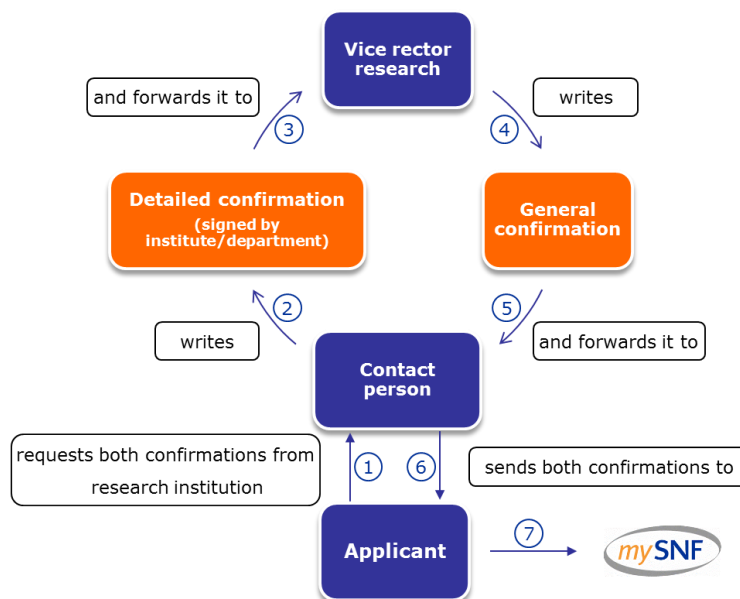 Vice rector
research
and forwards it to
3
4
writes
Detailed confirmation
(signed by
institute/department)
General
confirmation
2
5
writes
and forwards it to
Contact
person
requests both confirmations from
research institution
1
6
sends both confirmations to
Applicant
7
mySNF